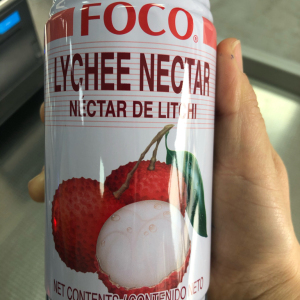 FOCO®
LYCHEE NECTAR
NECTAR DE LITCHI
NET CONTENTS / CONTENIDO NETO